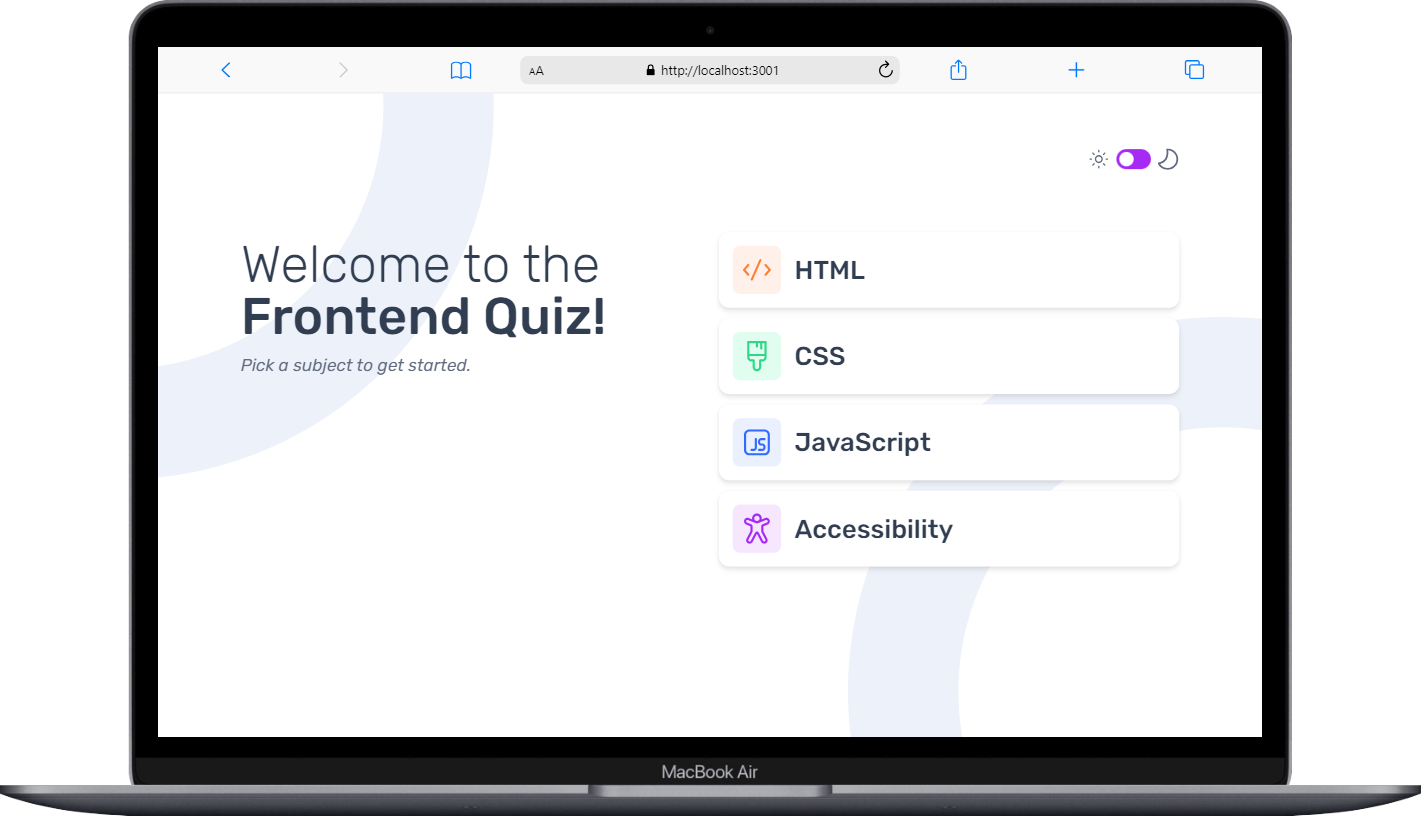 AA
http://localhost:3001
Welcome to the
Frontend Quiz!
Pick a subject to get started.
</> HTML
CSS
JS JavaScript
Accessibility
MacBook Air